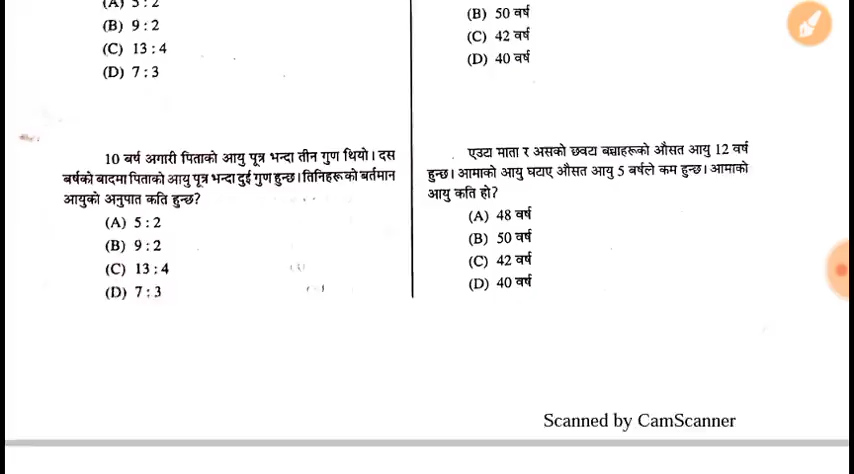 (A) 5 : 2
(B) 9 : 2
(C) 13 : 4
(D) 7 : 3
10 बर्ष अगारी पिताको आयु पूत्र भन्दा तीन गुण थियो। दस
बर्षको बादमा पिताको आयु पूत्र भन्दा दुई गुण हुन्छ। तिनिहरूको बर्तमान
आयुको अनुपात कति हुन्छ?
(A) 5 : 2
(B) 9 : 2
(C) 13 : 4
(D) 7 : 3
(B) 50 वर्ष
(C) 42 वर्ष
(D) 40 वर्ष
एउटा माता र असको छवटा बच्चाहरूको औसत आयु 12 वर्ष
हुन्छ। आमाको आयु घटाए औसत आयु 5 बर्षले कम हुन्छ। आमाको
आयु कति हो?
(A) 48 वर्ष
(B) 50 वर्ष
(C) 42 वर्ष
(D) 40 वर्ष
Scanned by CamScanner